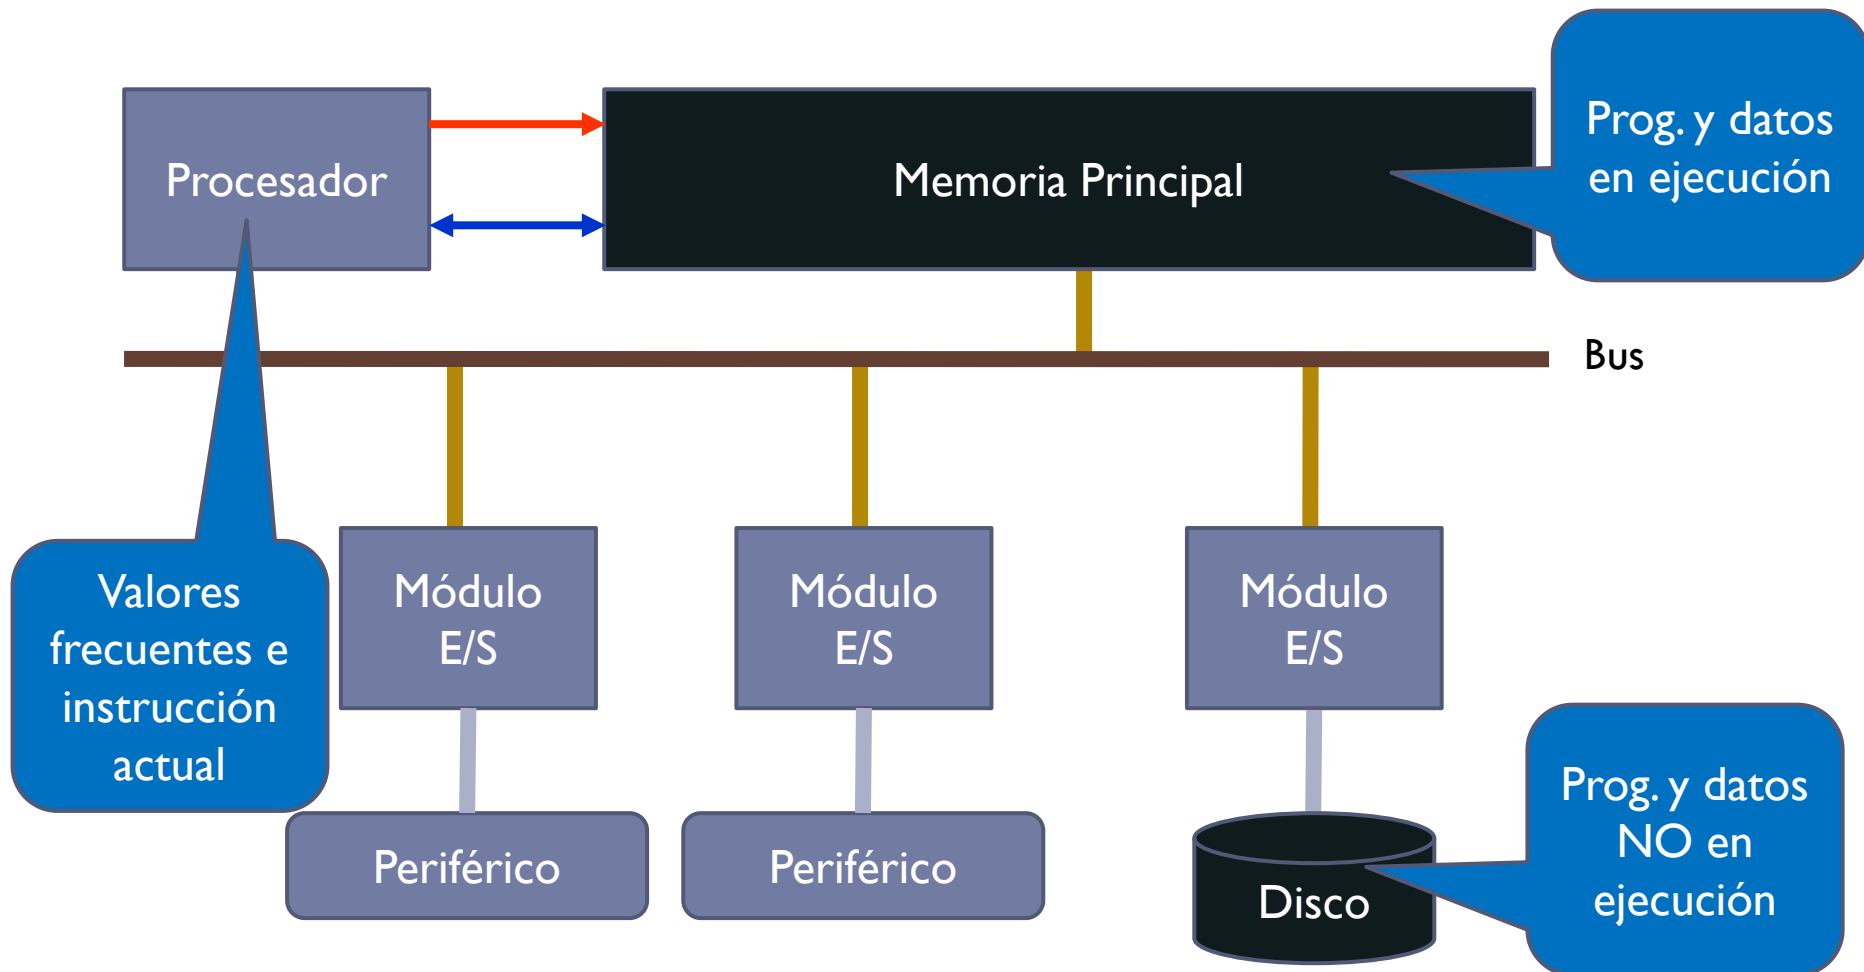 Procesador
Memoria Principal
Prog. y datos
en ejecución
Bus
Valores
frecuentes e
instrucción
actual
Módulo
E/S
Módulo
E/S
Módulo
E/S
Periférico
Periférico
Disco
Prog. y datos
NO en
ejecución